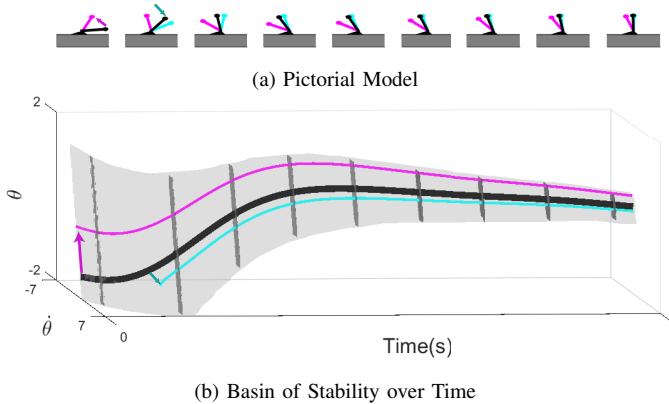 (a) Pictorial Model
2
θ
-2
-7
θ̇
7
0
Time(s)
(b) Basin of Stability over Time